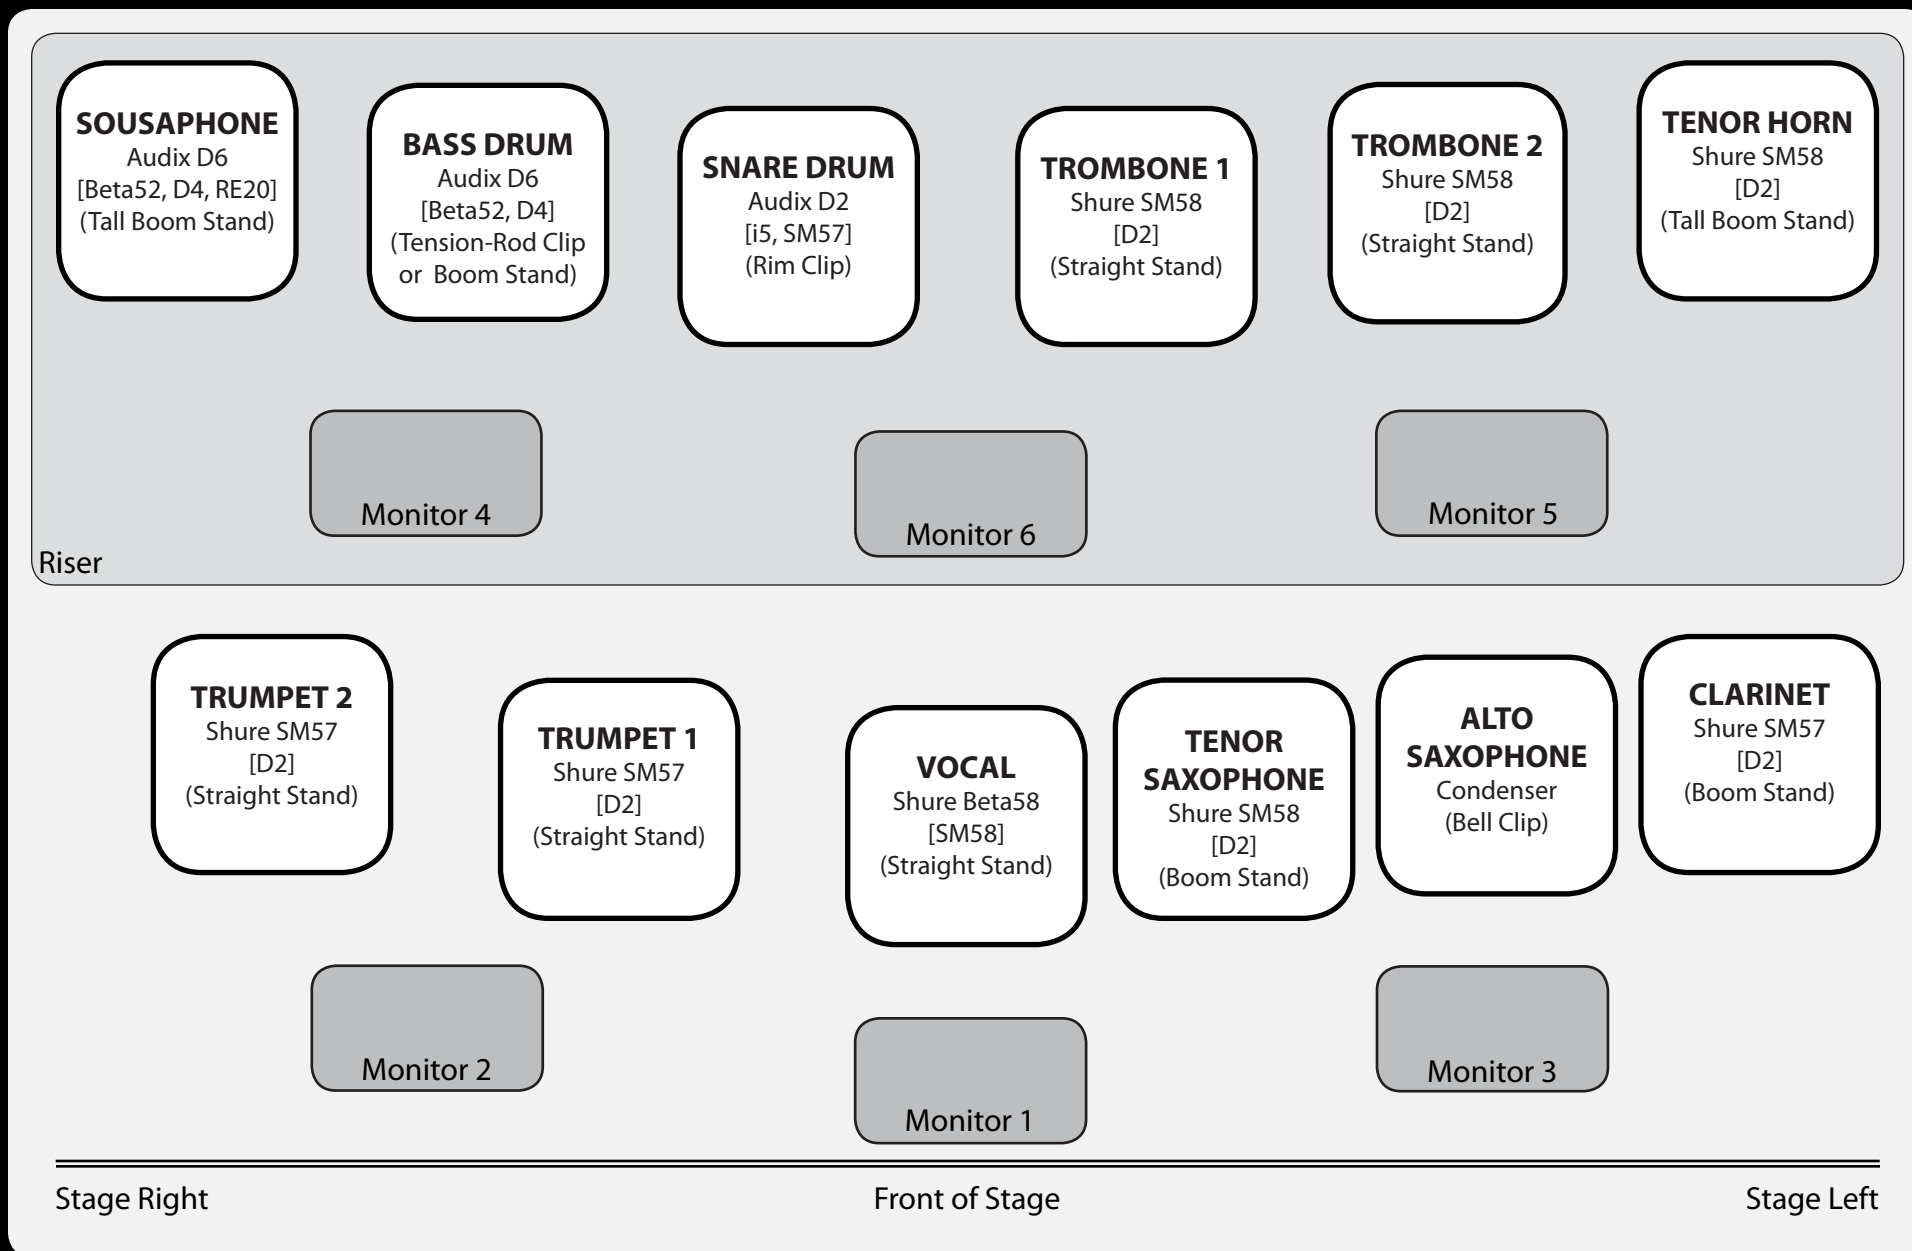 SOUSAPHONE
Audix D6
[Beta52, D4, RE20]
(Tall Boom Stand)
BASS DRUM
Audix D6
[Beta52, D4]
(Tension-Rod Clip
or Boom Stand)
SNARE DRUM
Audix D2
[i5, SM57]
(Rim Clip)
TROMBONE 1
Shure SM58
[D2]
(Straight Stand)
TROMBONE 2
Shure SM58
[D2]
(Straight Stand)
TENOR HORN
Shure SM58
[D2]
(Tall Boom Stand)
Monitor 4
Monitor 6
Monitor 5
Riser
TRUMPET 2
Shure SM57
[D2]
(Straight Stand)
TRUMPET 1
Shure SM57
[D2]
(Straight Stand)
VOCAL
Shure Beta58
[SM58]
(Straight Stand)
TENOR
SAXOPHONE
Shure SM58
[D2]
(Boom Stand)
ALTO
SAXOPHONE
Condenser
(Bell Clip)
CLARINET
Shure SM57
[D2]
(Boom Stand)
Monitor 2
Monitor 1
Monitor 3
Stage Right
Front of Stage
Stage Left